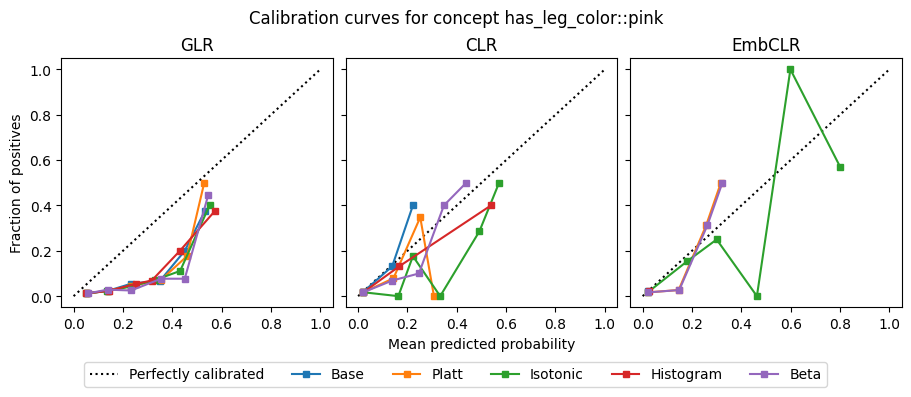 Calibration curves for concept has_leg_color::pink
GLR
CLR
EmbCLR
1.0
0.8
0.6
0.4
0.2
0.0
Fraction of positives
0.0 0.2 0.4 0.6 0.8 1.0
0.0 0.2 0.4 0.6 0.8 1.0
0.0 0.2 0.4 0.6 0.8 1.0
Mean predicted probability
Perfectly calibrated Base Platt Isotonic Histogram Beta